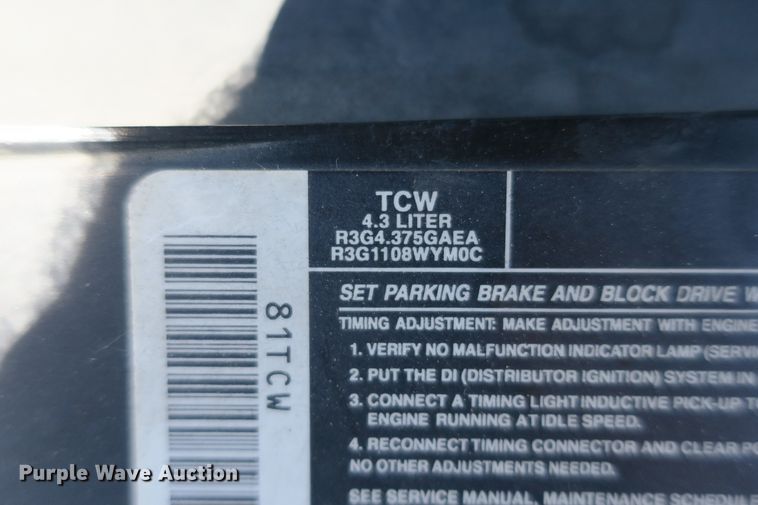 TCW
4.3 LITER
R3G4.375GAEA
R3G1108WYM0C
81TCW
SET PARKING BRAKE AND BLOCK DRIVE
TIMING ADJUSTMENT: MAKE ADJUSTMENT WITH ENGINE
1. VERIFY NO MALFUNCTION INDICATOR LAMP (SERVI
2. PUT THE DI (DISTRIBUTOR IGNITION) SYSTEM IN
3. CONNECT A TIMING LIGHT INDUCTIVE PICK-UP
ENGINE RUNNING AT IDLE SPEED.
4. RECONNECT TIMING CONNECTOR AND CLEAR
NO OTHER ADJUSTMENTS NEEDED.
SEE SERVICE MANUAL, MAINTENANCE SCHEDULE
Purple Wave Auction